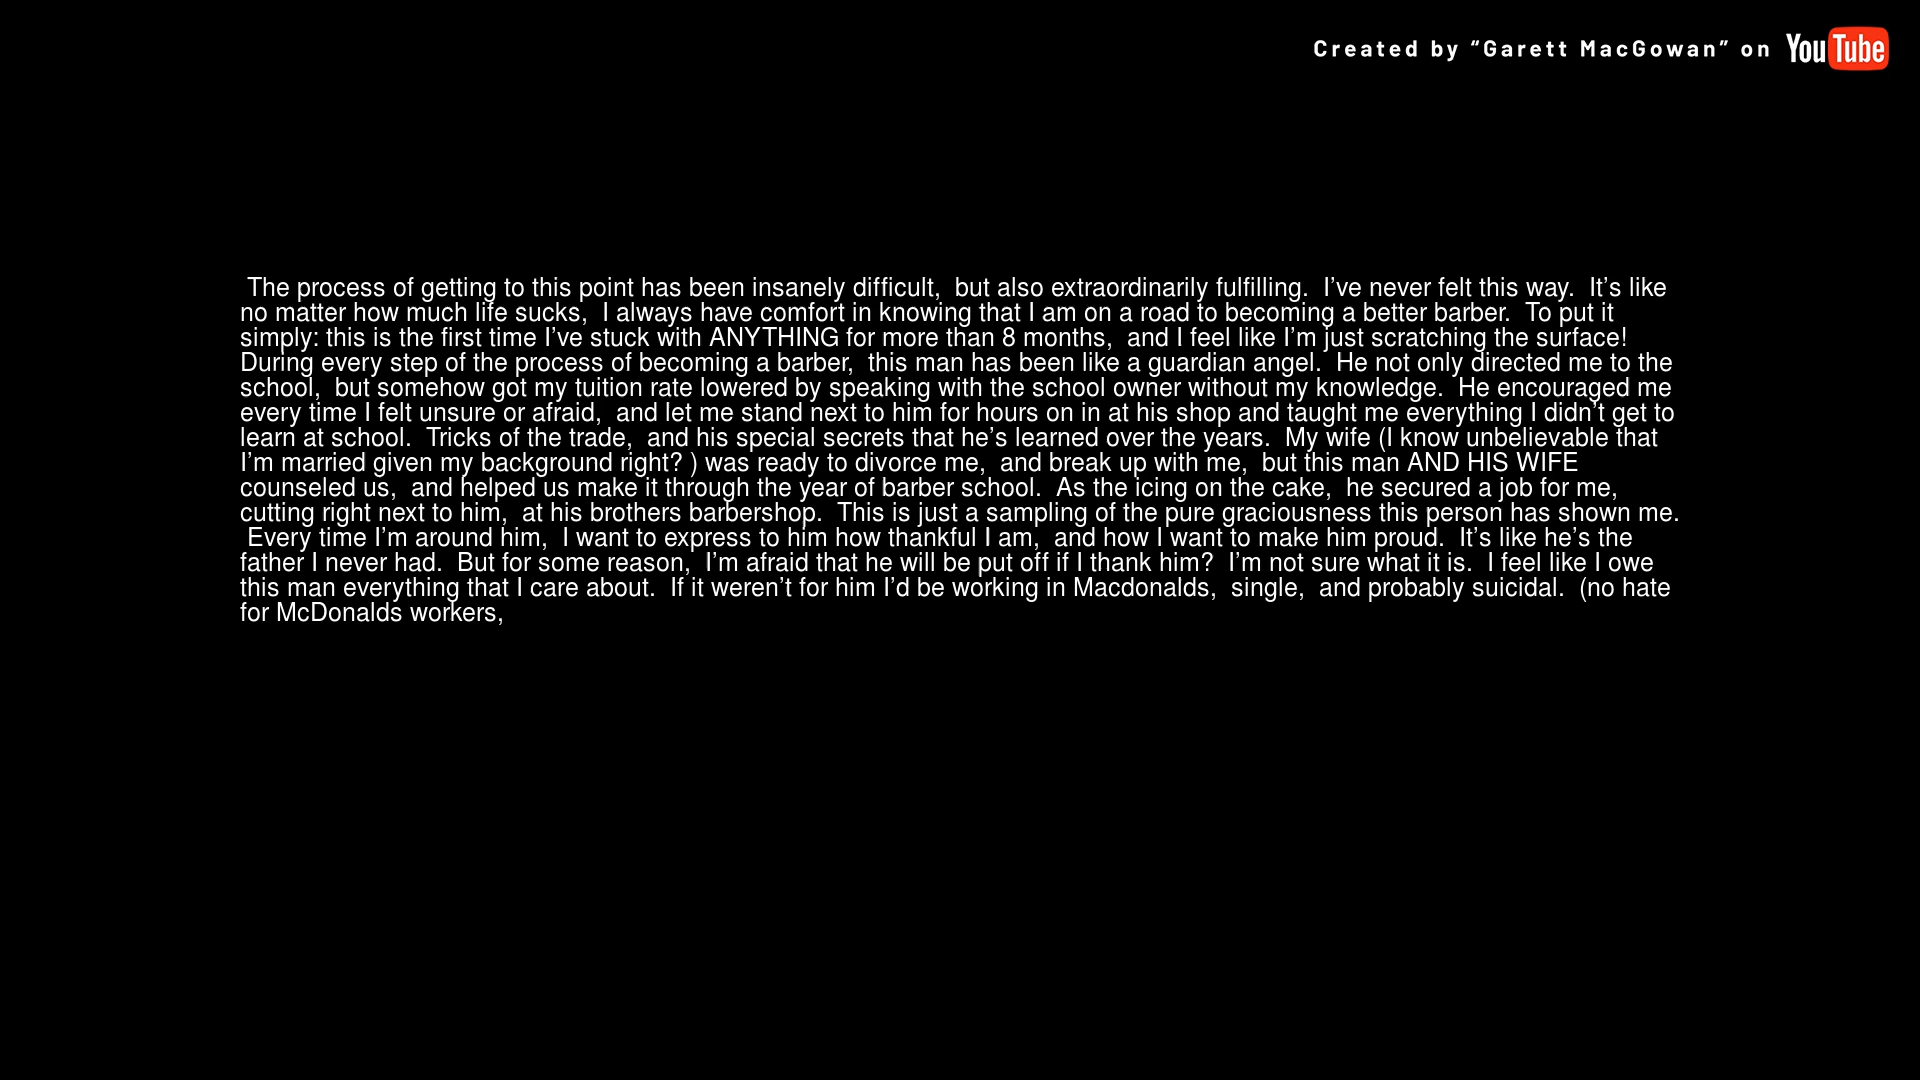 Created by “Garett MacGowan” on YouTube
The process of getting to this point has been insanely difficult,  but also extraordinarily fulfilling.  I’ve never felt this way.  It’s like
no matter how much life sucks,  I always have comfort in knowing that I am on a road to becoming a better barber.  To put it
simply: this is the first time I’ve stuck with ANYTHING for more than 8 months,  and I feel like I’m just scratching the surface!
During every step of the process of becoming a barber,  this man has been like a guardian angel.  He not only directed me to the
school,  but somehow got my tuition rate lowered by speaking with the school owner without my knowledge.  He encouraged me
every time I felt unsure or afraid,  and let me stand next to him for hours on in at his shop and taught me everything I didn’t get to
learn at school.  Tricks of the trade,  and his special secrets that he’s learned over the years.  My wife (I know unbelievable that
I’m married given my background right? ) was ready to divorce me,  and break up with me,  but this man AND HIS WIFE
counseled us,  and helped us make it through the year of barber school.  As the icing on the cake,  he secured a job for me,
cutting right next to him,  at his brothers barbershop.  This is just a sampling of the pure graciousness this person has shown me.
Every time I’m around him,  I want to express to him how thankful I am,  and how I want to make him proud.  It’s like he’s the
father I never had.  But for some reason,  I’m afraid that he will be put off if I thank him?  I’m not sure what it is.  I feel like I owe
this man everything that I care about.  If it weren’t for him I’d be working in Macdonalds,  single,  and probably suicidal.  (no hate
for McDonalds workers,